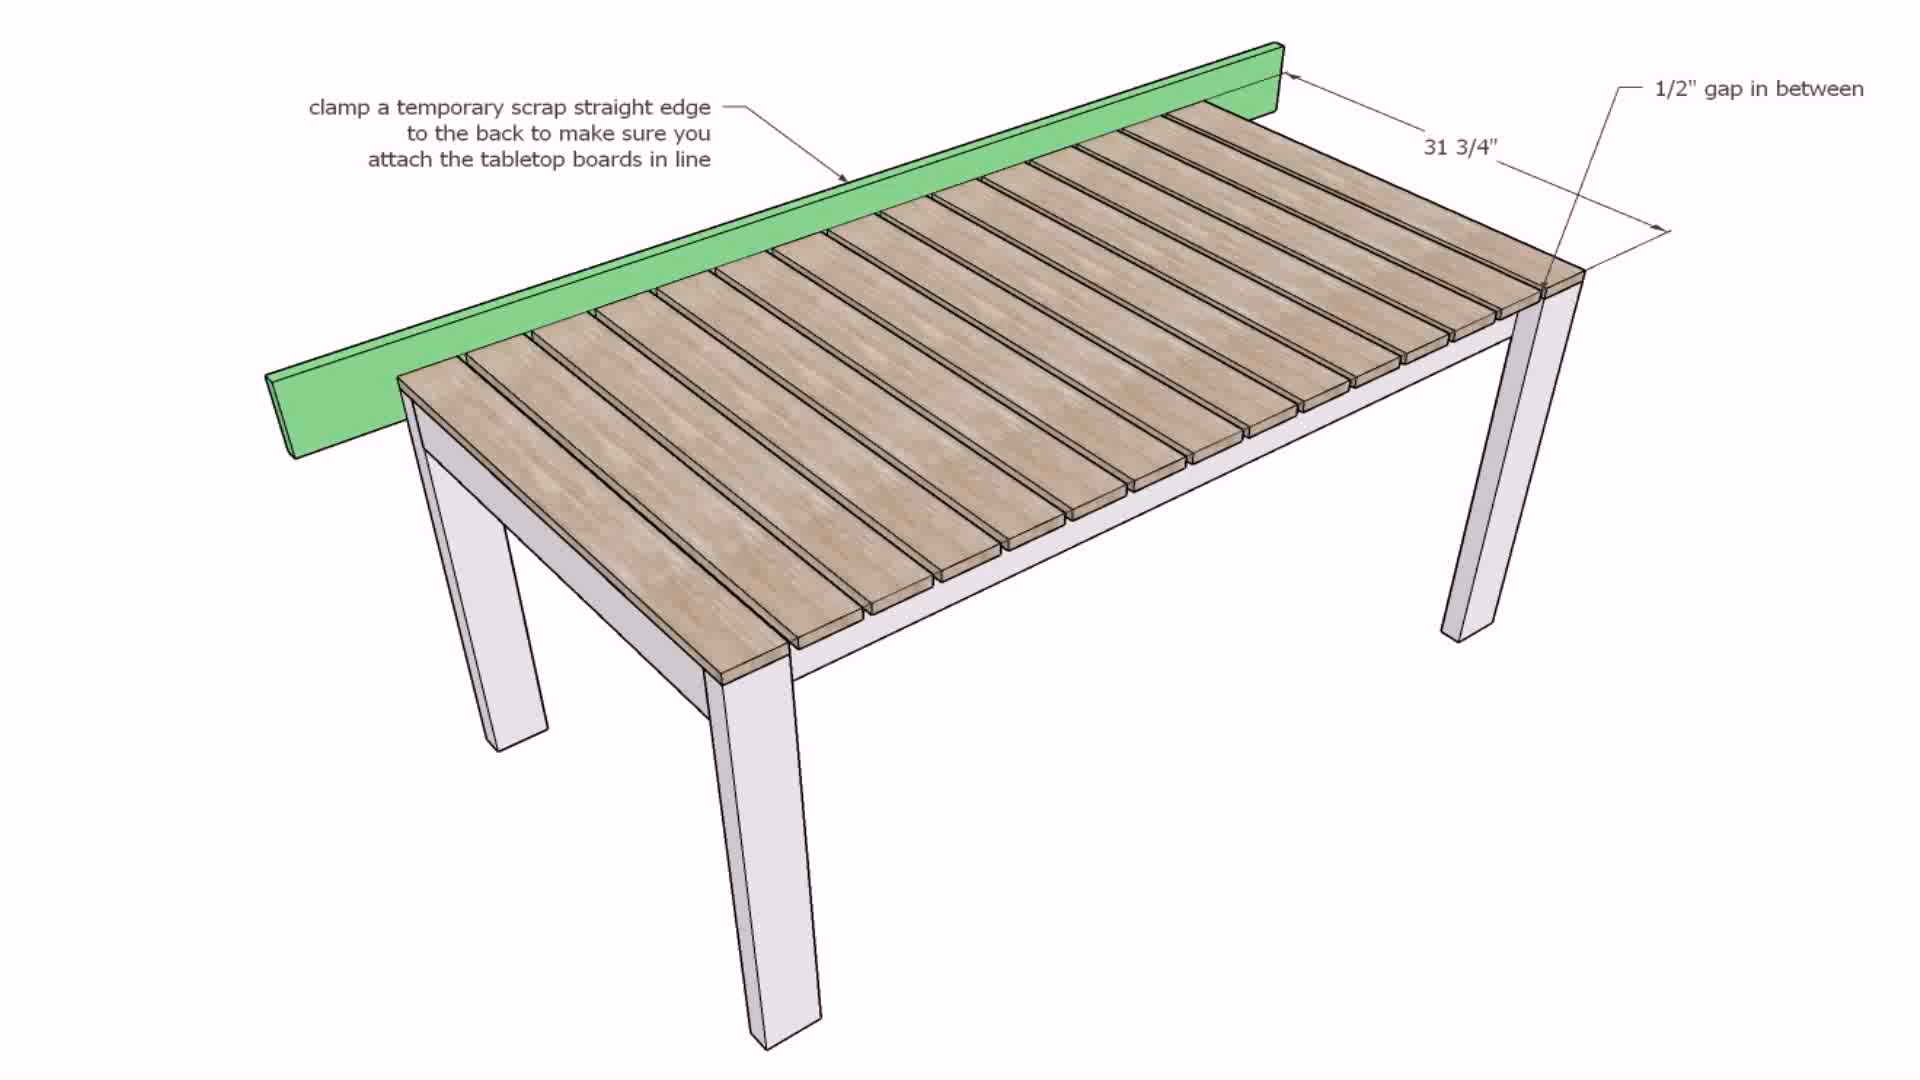 clamp a temporary scrap straight edge
to the back to make sure you
attach the tabletop boards in line
1/2" gap in between
31 3/4"